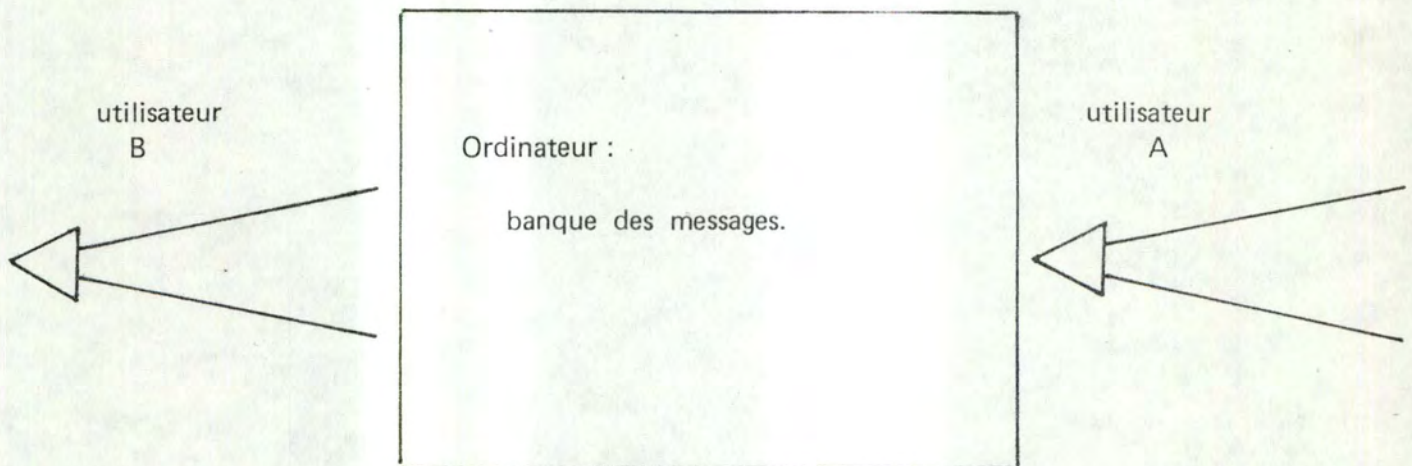 utilisateur
B
Ordinateur :
banque des messages.
utilisateur
A